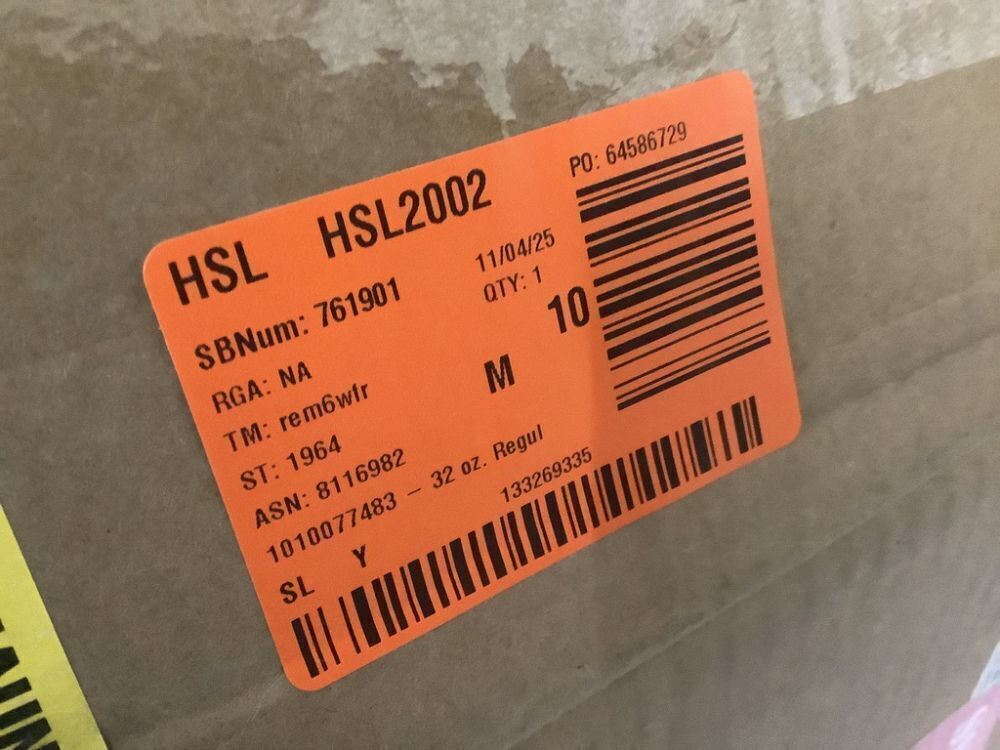 HSL HSL2002
PO: 64586729
SBNum: 761901
11/04/25
RGA: NA
QTY: 1
TM: rem6wfr
10
ST: 1964
M
ASN: 8116982
1010077483 - 32 oz. Regul
133269335
SL Y